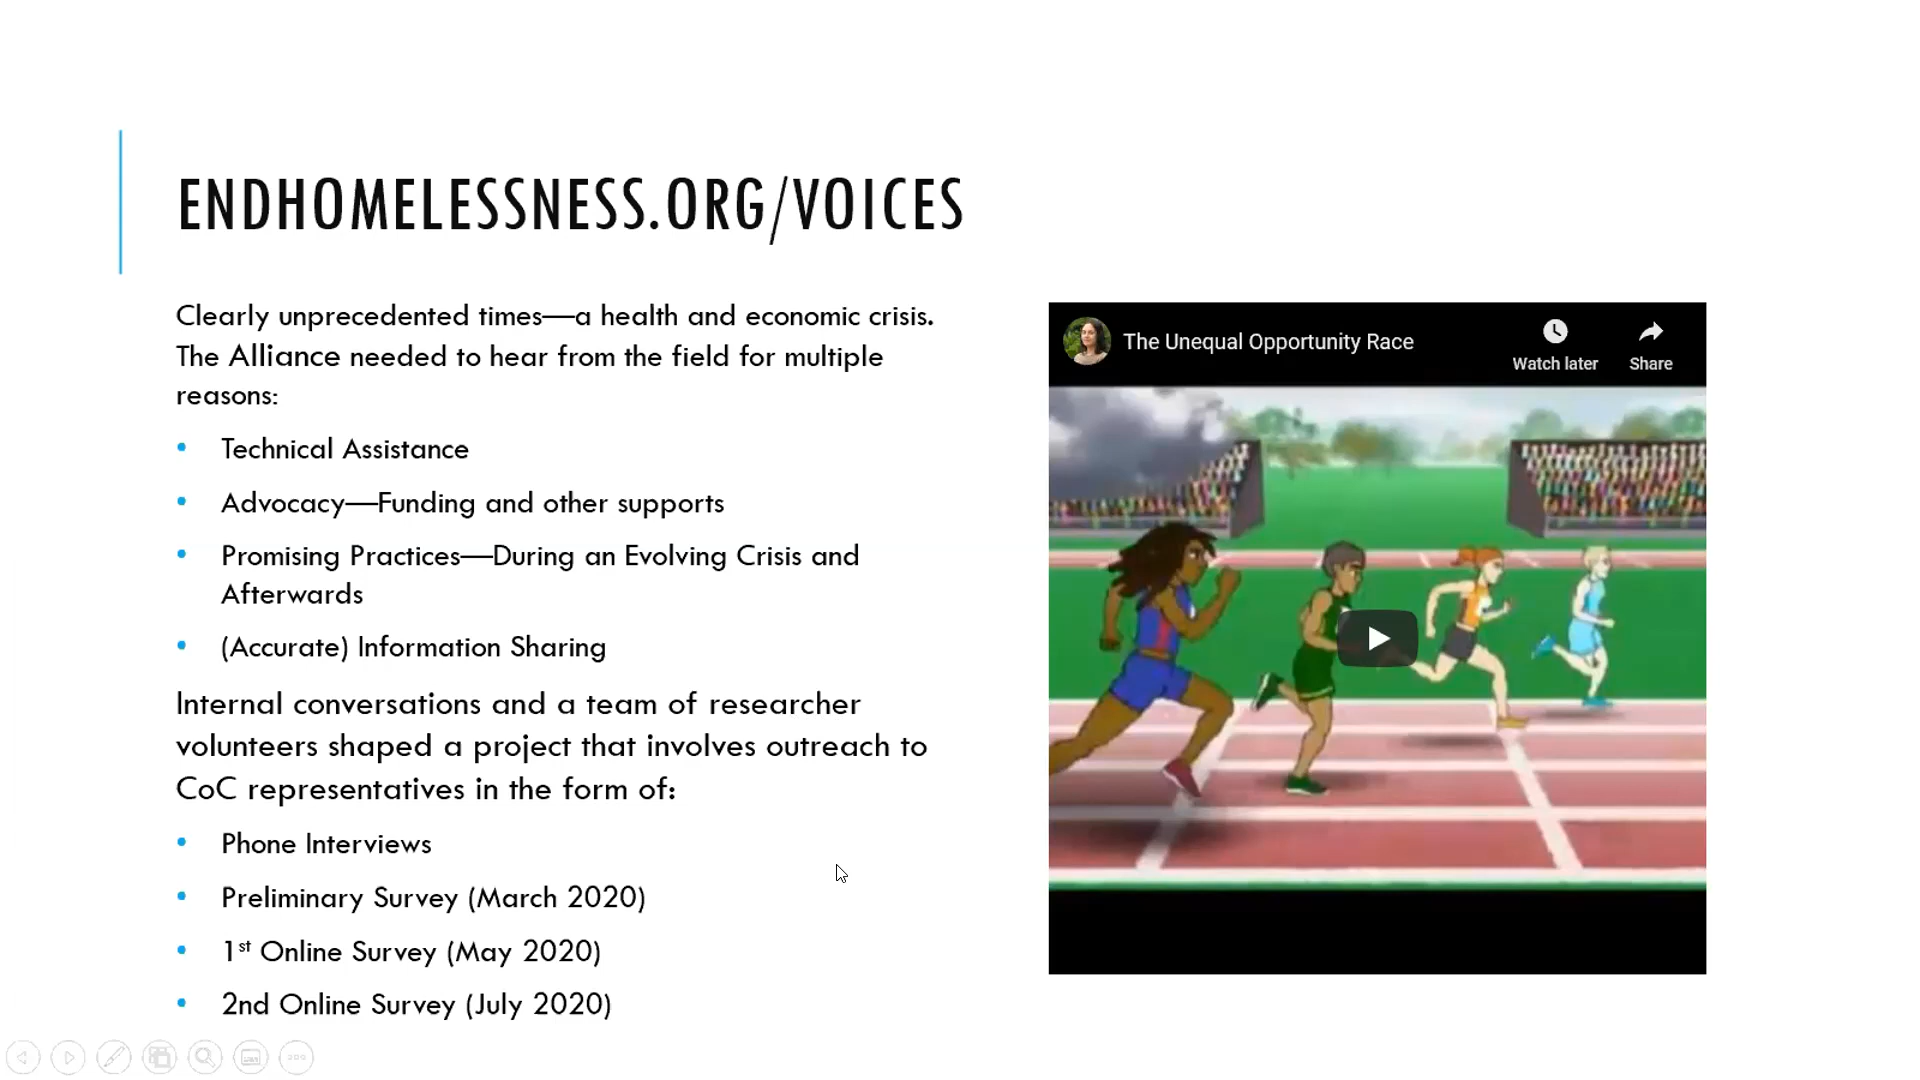 ENDHOMELESSNESS.ORG/VOICES
Clearly unprecedented times—a health and economic crisis.
The Alliance needed to hear from the field for multiple
reasons:
• Technical Assistance
• Advocacy—Funding and other supports
• Promising Practices—During an Evolving Crisis and
Afterwards
• (Accurate) Information Sharing
Internal conversations and a team of researcher
volunteers shaped a project that involves outreach to
CoC representatives in the form of:
• Phone Interviews
• Preliminary Survey (March 2020)
• 1st Online Survey (May 2020)
• 2nd Online Survey (July 2020)
The Unequal Opportunity Race
Watch later
Share